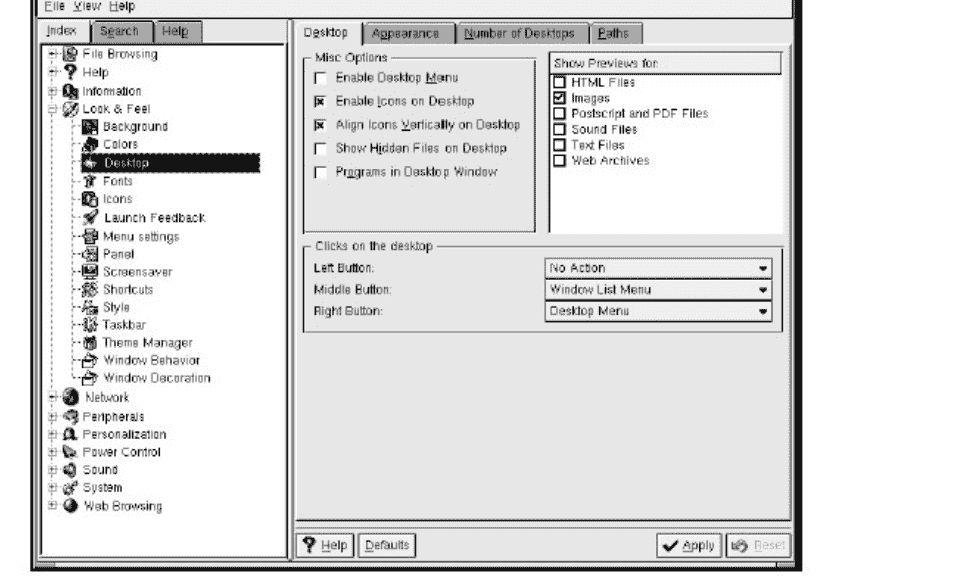 File View Help
Index Search Help
File Browsing
Help
Information
Look & Feel
Background
Colors
Desktop
Fonts
Icons
Launch Feedback
Menu settings
Panel
Screensaver
Shortcuts
Style
Taskbar
Theme Manager
Window Behavior
Window Decoration
Network
Peripherals
Personalization
Power Control
Sound
System
Web Browsing
Desktop Appearance Number of Desktops Paths
Misc Options
Enable Desktop Menu
Enable Icons on Desktop
Align Icons Vertically on Desktop
Show Hidden Files on Desktop
Programs in Desktop Window
Show Previews for:
HTML Files
Images
Postscript and PDF Files
Sound Files
Text Files
Web Archives
Clicks on the desktop
Left Button: No Action
Middle Button: Window List Menu
Right Button: Desktop Menu
? Help Defaults Apply Reset